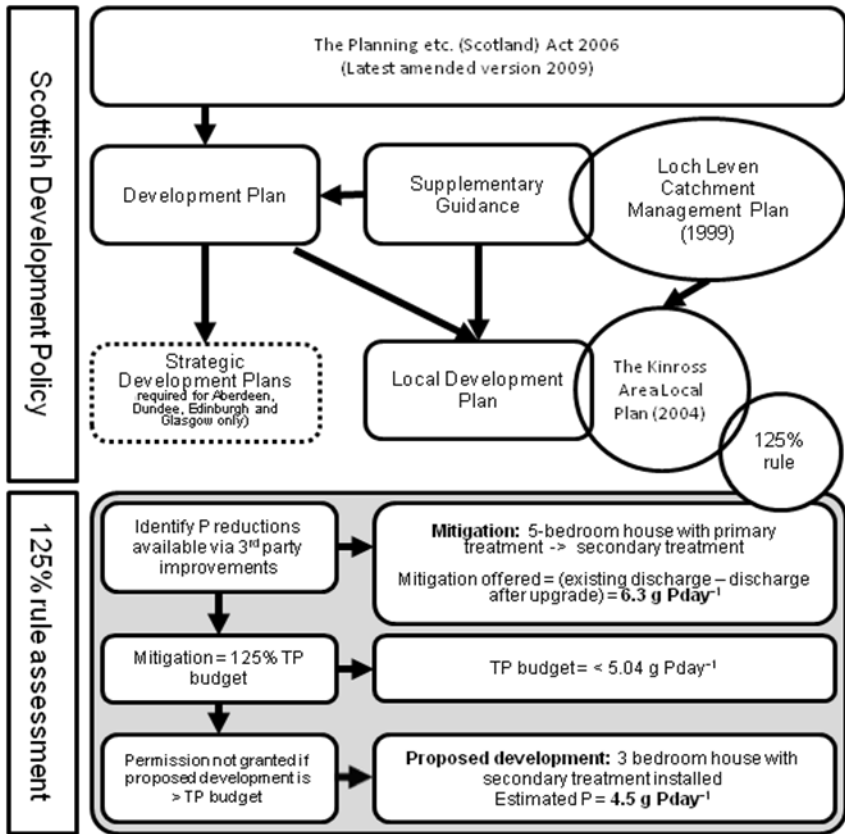 Scottish Development Policy
The Planning etc. (Scotland) Act 2006
(Latest amended version 2009)
Development Plan
Supplementary
Guidance
Loch Leven
Catchment
Management Plan
(1999)
Strategic
Development Plans
required for Aberdeen,
Dundee, Edinburgh and
Glasgow only)
Local Development
Plan
The Kinross
Area Local
Plan (2004)
125%
rule
125% rule assessment
Identify P reductions
available via 3rd party
improvements
Mitigation: 5-bedroom house with primary
treatment -> secondary treatment
Mitigation offered = (existing discharge – discharge
after upgrade) = 6.3 g Pday⁻¹
Mitigation = 125% TP
budget
TP budget = < 5.04 g Pday⁻¹
Permission not granted if
proposed development is
> TP budget
Proposed development: 3 bedroom house with
secondary treatment installed
Estimated P = 4.5 g Pday⁻¹